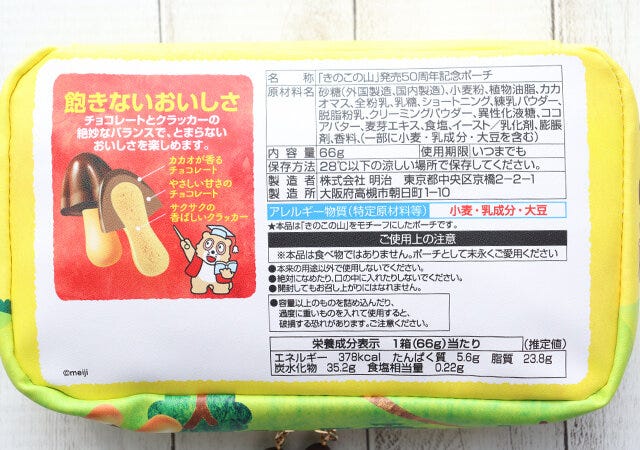 飽きないおいしさ
チョコレートとクラッカーの
絶妙なバランスで、とまらない
おいしさを楽しめます。
カカオが香る
チョコレート
やさしい甘さの
チョコレート
サクサクの
香ばしいクラッカー
©meiji
名称 「きのこの山」発売50周年記念ポーチ
原材料名 砂糖(外国製造、国内製造)、小麦粉、植物油脂、カカ
オマス、全粉乳、乳糖、ショートニング、練乳パウダー、
脱脂粉乳、クリーミングパウダー、異性化液糖、ココ
アバター、麦芽エキス、食塩、イースト／乳化剤、膨脹
剤、香料、(一部に小麦・乳成分・大豆を含む)
内容量 66g 使用期限 いつまでも
保存方法 28℃以下の涼しい場所で保存してください。
製造者 株式会社 明治 東京都中央区京橋2-2-1
製造所 大阪府高槻市朝日町1-10
アレルギー物質(特定原材料等) 小麦・乳成分・大豆
★本品は「きのこの山」をモチーフにしたポーチです。
ご使用上の注意
※本品は食べ物ではありません。ポーチとして末永くご愛用ください
●本来の用途以外で使用しないでください。
●絶対になめたり、口の中に入れたりしないでください。
●開封してもお召し上がりにはなれません。
●容量以上のものを詰め込んだり、
過度に重いものを入れて使用すると、
破損する恐れがあります。ご注意ください。
栄養成分表示 1箱(66g)当たり (推定値)
エネルギー 378kcal たんぱく質 5.6g 脂質 23.8g
炭水化物 35.2g 食塩相当量 0.22g